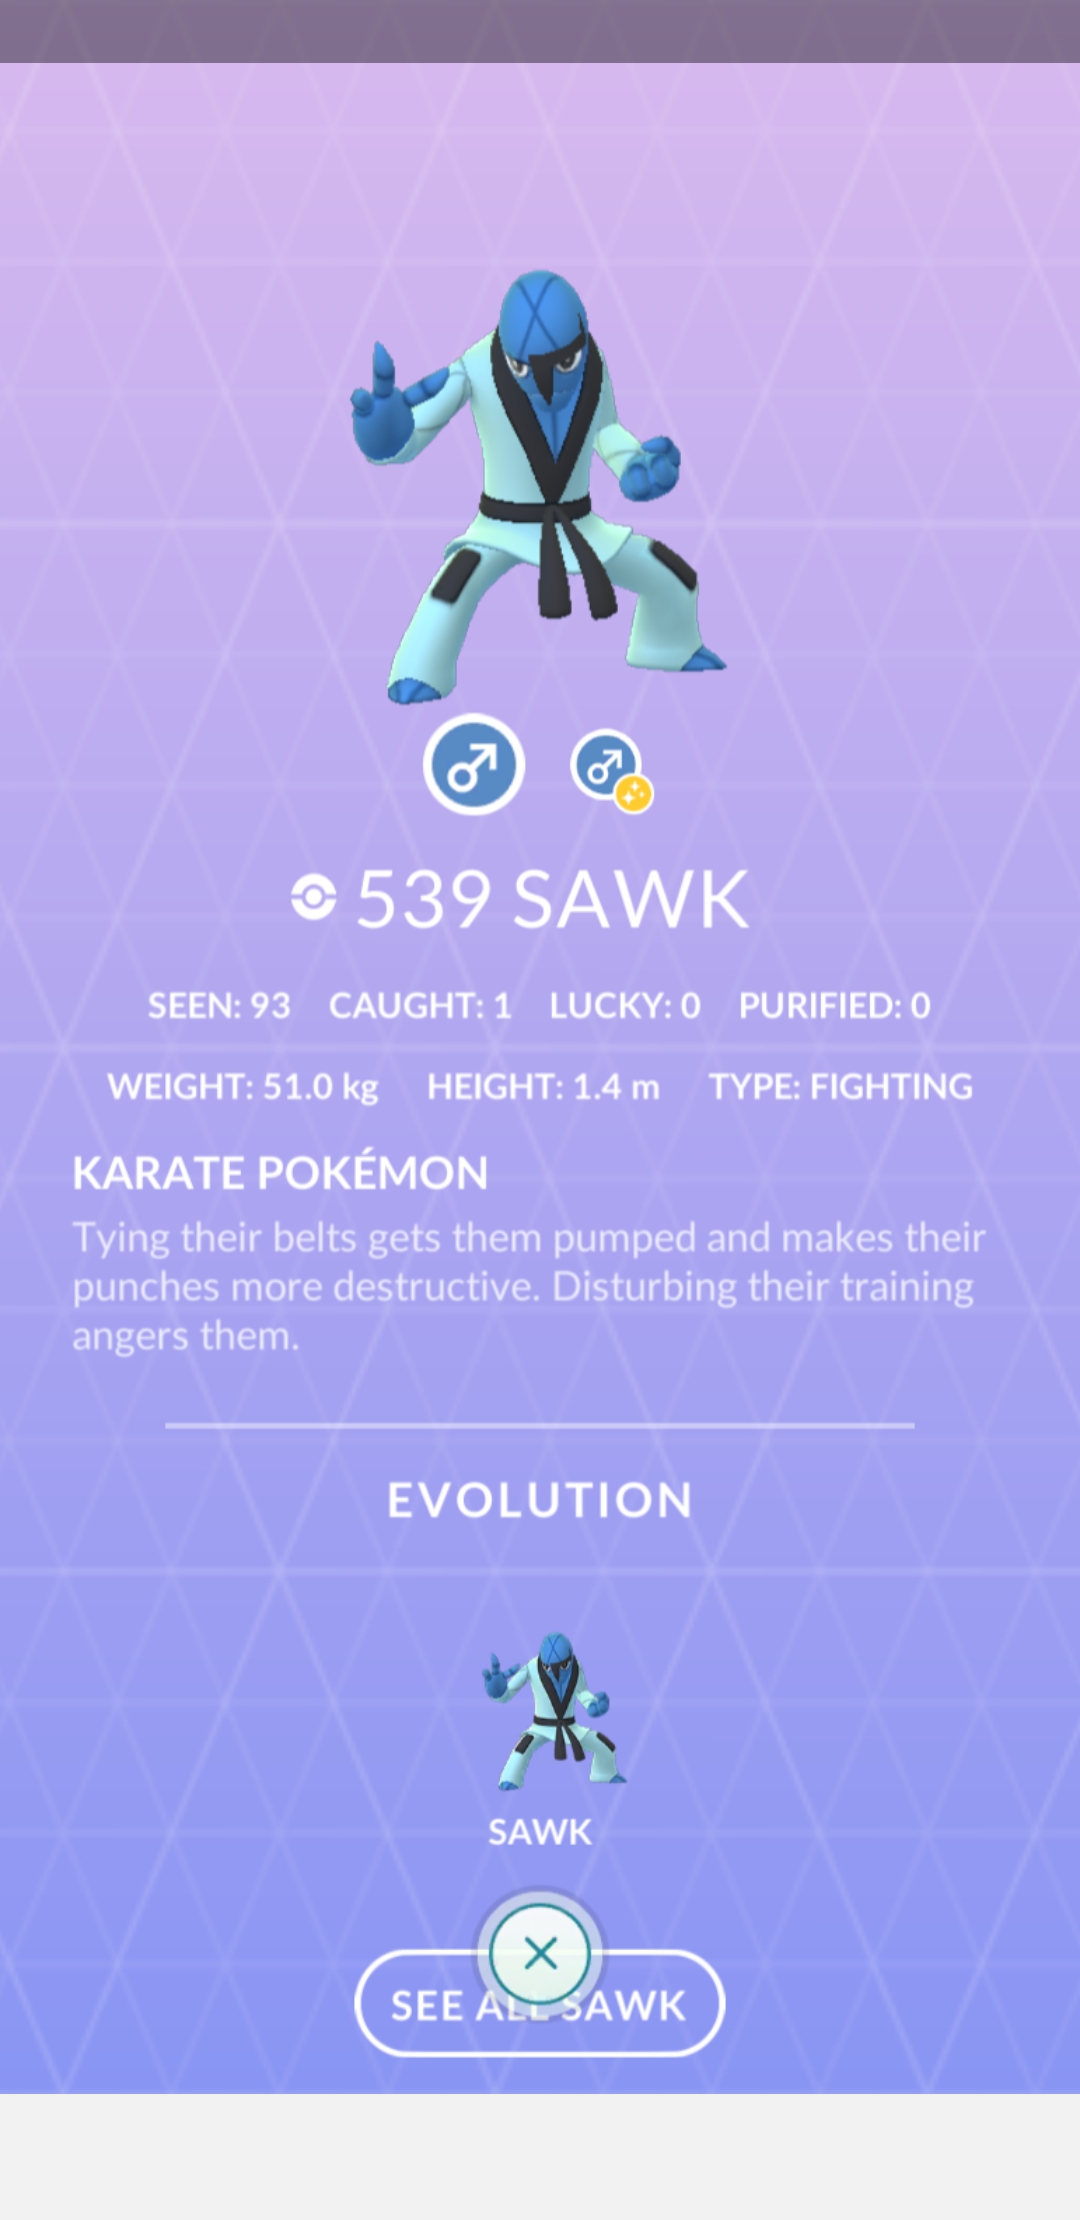 539 SAWK
SEEN: 93 CAUGHT: 1 LUCKY: 0 PURIFIED: 0
WEIGHT: 51.0 kg HEIGHT: 1.4 m TYPE: FIGHTING
KARATE POKÉMON
Tying their belts gets them pumped and makes their
punches more destructive. Disturbing their training
angers them.
EVOLUTION
SAWK
SEE ALL SAWK